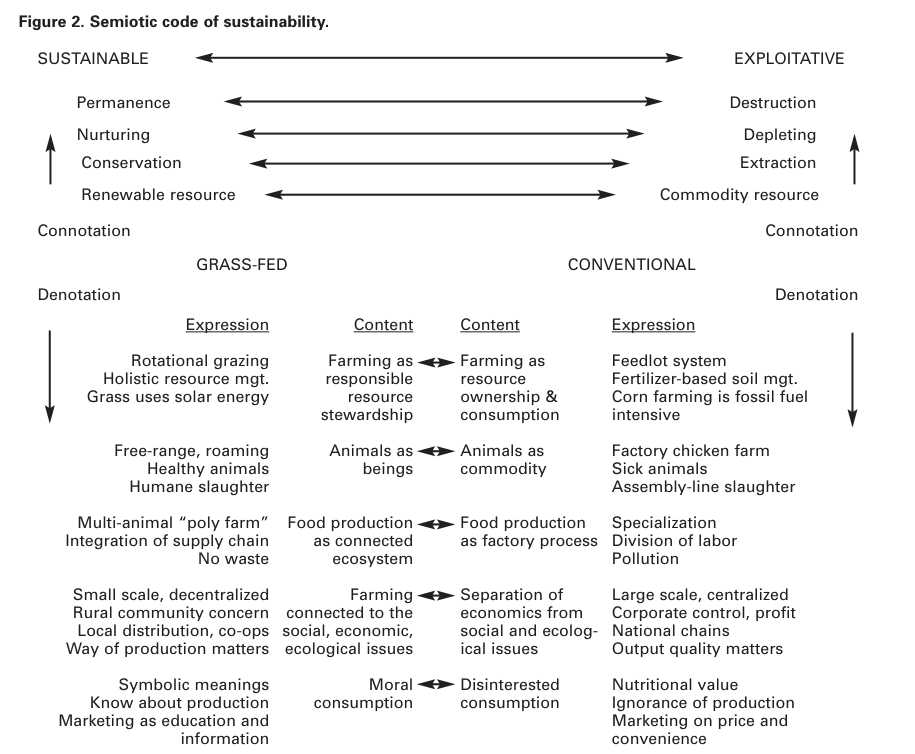 Figure 2. Semiotic code of sustainability.
SUSTAINABLE EXPLOITATIVE
Permanence Destruction
Nurturing Depleting
Conservation Extraction
Renewable resource Commodity resource
Connotation Connotation
GRASS-FED CONVENTIONAL
Denotation Denotation
Expression Content Content Expression
Rotational grazing Farming as Farming as Feedlot system
Holistic resource mgt. responsible resource Fertilizer-based soil mgt.
Grass uses solar energy resource ownership & Corn farming is fossil fuel
stewardship consumption intensive
Free-range, roaming Animals as Animals as Factory chicken farm
Healthy animals beings commodity Sick animals
Humane slaughter Assembly-line slaughter
Multi-animal “poly farm” Food production Food production Specialization
Integration of supply chain as connected as factory process Division of labor
No waste ecosystem Pollution
Small scale, decentralized Farming Separation of Large scale, centralized
Rural community concern connected to the economics from Corporate control, profit
Local distribution, co-ops social, economic, social and ecolog- National chains
Way of production matters ecological issues ical issues Output quality matters
Symbolic meanings Moral Disinterested Nutritional value
Know about production consumption consumption Ignorance of production
Marketing as education and Marketing on price and
information convenience